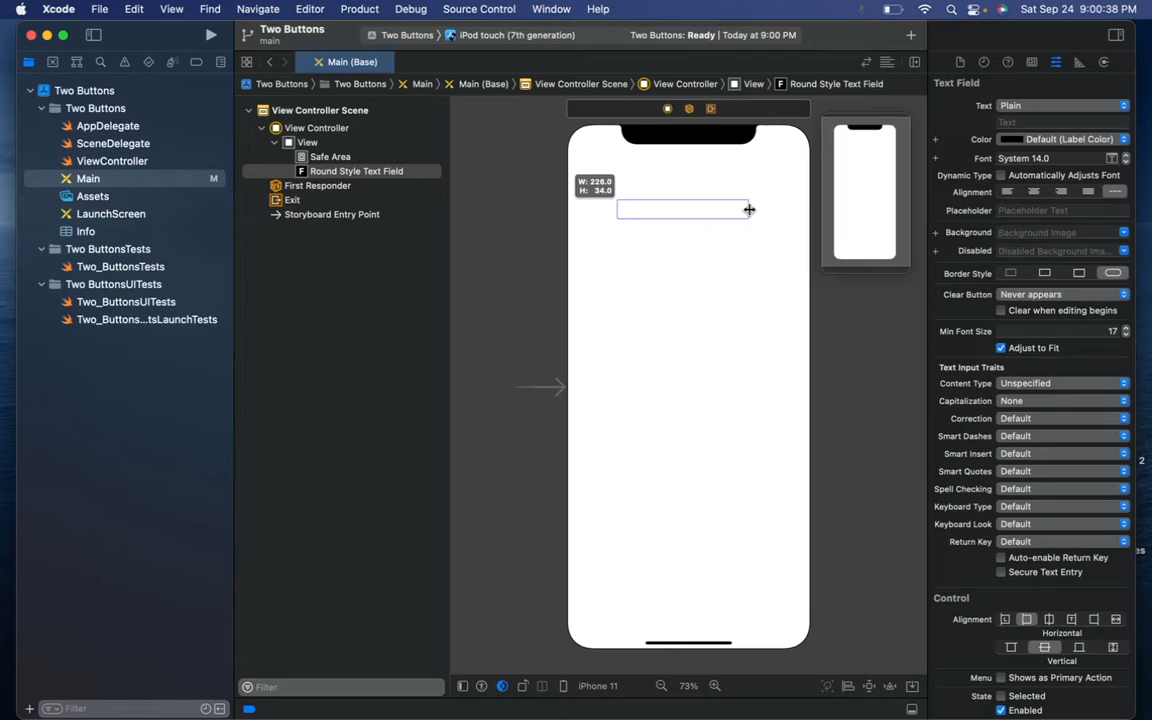 Xcode File Edit View Find Navigate Editor Product Debug Source Control Window Help Sat Sep 24 9:00:38 PM
Two Buttons
main
Two Buttons iPod touch (7th generation)
Two Buttons: Ready | Today at 9:00 PM
Main (Base)
Two Buttons Two Buttons Main Main (Base) View Controller Scene View Controller View F Round Style Text Field
Two Buttons
Two Buttons
AppDelegate
SceneDelegate
ViewController
Main M
Assets
LaunchScreen
Info
Two ButtonsTests
Two_ButtonsTests
Two ButtonsUITests
Two_ButtonsUITests
Two_Buttons...tsLaunchTests
Filter
View Controller Scene
View Controller
View
Safe Area
F Round Style Text Field
First Responder
Exit
Storyboard Entry Point
Filter
W: 226.0
H: 34.0
iPhone 11
73%
Text Field
Text Plain
Text
Color Default (Label Color)
Font System 14.0 T
Dynamic Type Automatically Adjusts Font
Alignment
Placeholder Placeholder Text
Background Background Image
Disabled Disabled Background Ima...
Border Style
Clear Button Never appears
Clear when editing begins
Min Font Size 17
Adjust to Fit
Text Input Traits
Content Type Unspecified
Capitalization None
Correction Default
Smart Dashes Default
Smart Insert Default
Smart Quotes Default
Spell Checking Default
Keyboard Type Default
Keyboard Look Default
Return Key Default
Auto-enable Return Key
Secure Text Entry
Control
Alignment
Horizontal
Vertical
Menu Shows as Primary Action
State Selected
Enabled
2
es